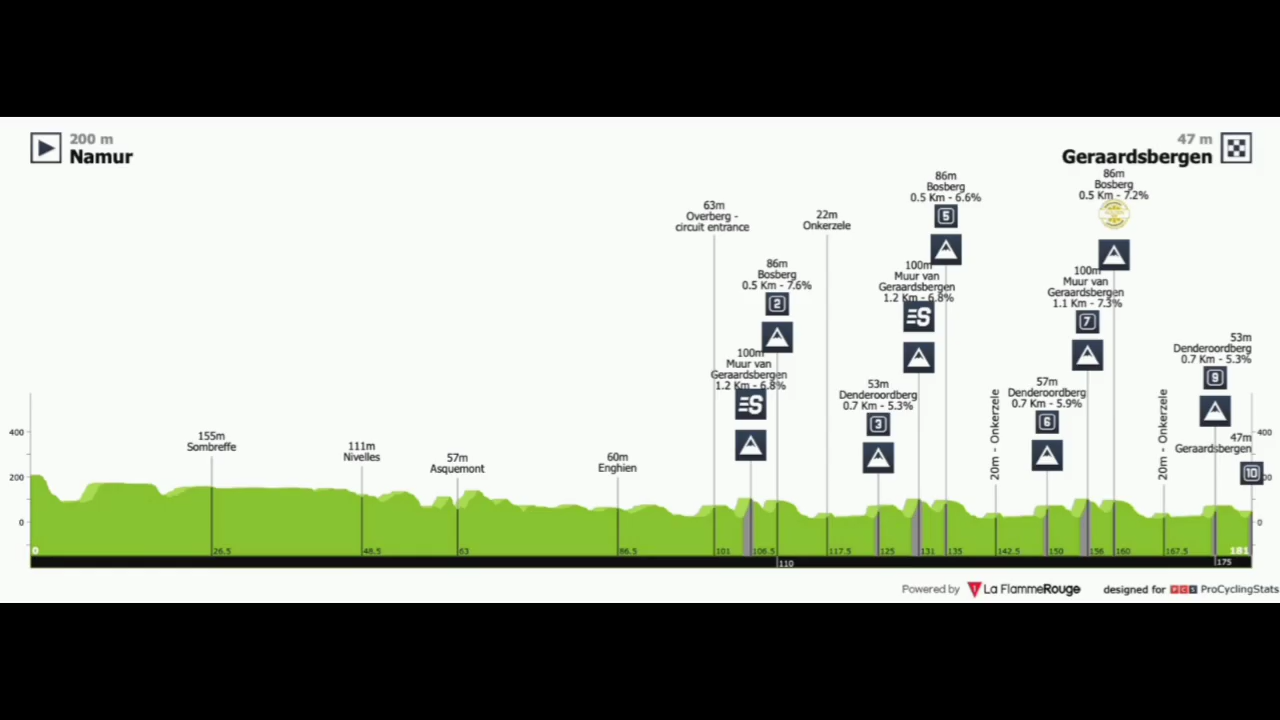 200 m
Namur
47 m
Geraardsbergen
155m
Sombreffe
111m
Nivelles
57m
Asquemont
60m
Enghien
63m
Overberg -
circuit entrance
100m
Muur van
Geraardsbergen
1.2 Km - 6.8%
S
86m
Bosberg
0.5 Km - 7.6%
2
22m
Onkerzele
53m
Denderoordberg
0.7 Km - 5.3%
3
100m
Muur van
Geraardsbergen
1.2 Km - 6.8%
S
86m
Bosberg
0.5 Km - 6.6%
5
20m - Onkerzele
57m
Denderoordberg
0.7 Km - 5.9%
6
100m
Muur van
Geraardsbergen
1.1 Km - 7.3%
7
86m
Bosberg
0.5 Km - 7.2%
20m - Onkerzele
53m
Denderoordberg
0.7 Km - 5.3%
9
47m
Geraardsbergen
10
400
200
0
400
0
0
26.5
48.5
63
86.5
101
106.5
110
117.5
125
131
135
142.5
150
156
160
167.5
175
181
Powered by La FlammeRouge
designed for PCS ProCyclingStats